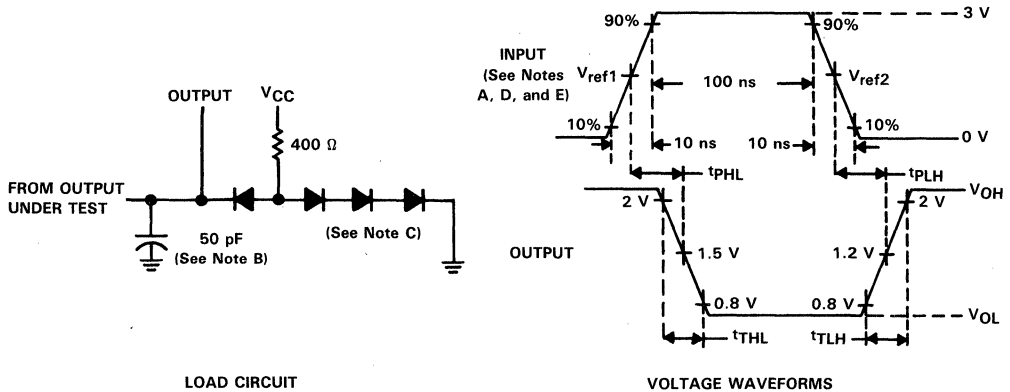 OUTPUT
VCC
400 Ω
FROM OUTPUT
UNDER TEST
50 pF
(See Note B)
(See Note C)
LOAD CIRCUIT
INPUT
(See Notes
A, D, and E)
90%
90%
3 V
Vref1
Vref2
100 ns
10%
10%
0 V
10 ns
10 ns
tPHL
tPLH
VOH
2 V
2 V
OUTPUT
1.5 V
1.2 V
0.8 V
0.8 V
VOL
tTHL
tTLH
VOLTAGE WAVEFORMS